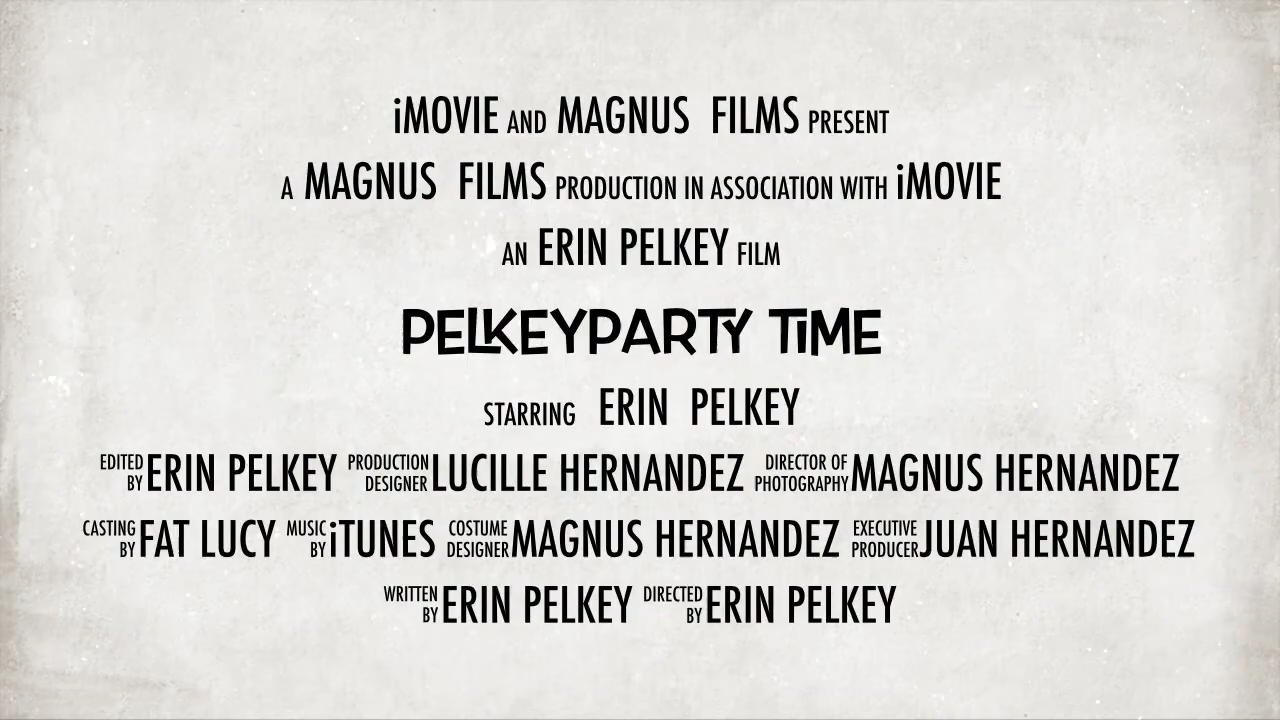 iMOVIE AND MAGNUS FILMS PRESENT
A MAGNUS FILMS PRODUCTION IN ASSOCIATION WITH iMOVIE
AN ERIN PELKEY FILM
PELKEYPARTY TiME
STARRING ERIN PELKEY
EDITED BY ERIN PELKEY PRODUCTION DESIGNER LUCILLE HERNANDEZ DIRECTOR OF PHOTOGRAPHY MAGNUS HERNANDEZ
CASTING BY FAT LUCY MUSIC BY iTUNES COSTUME DESIGNER MAGNUS HERNANDEZ EXECUTIVE PRODUCER JUAN HERNANDEZ
WRITTEN BY ERIN PELKEY DIRECTED BY ERIN PELKEY